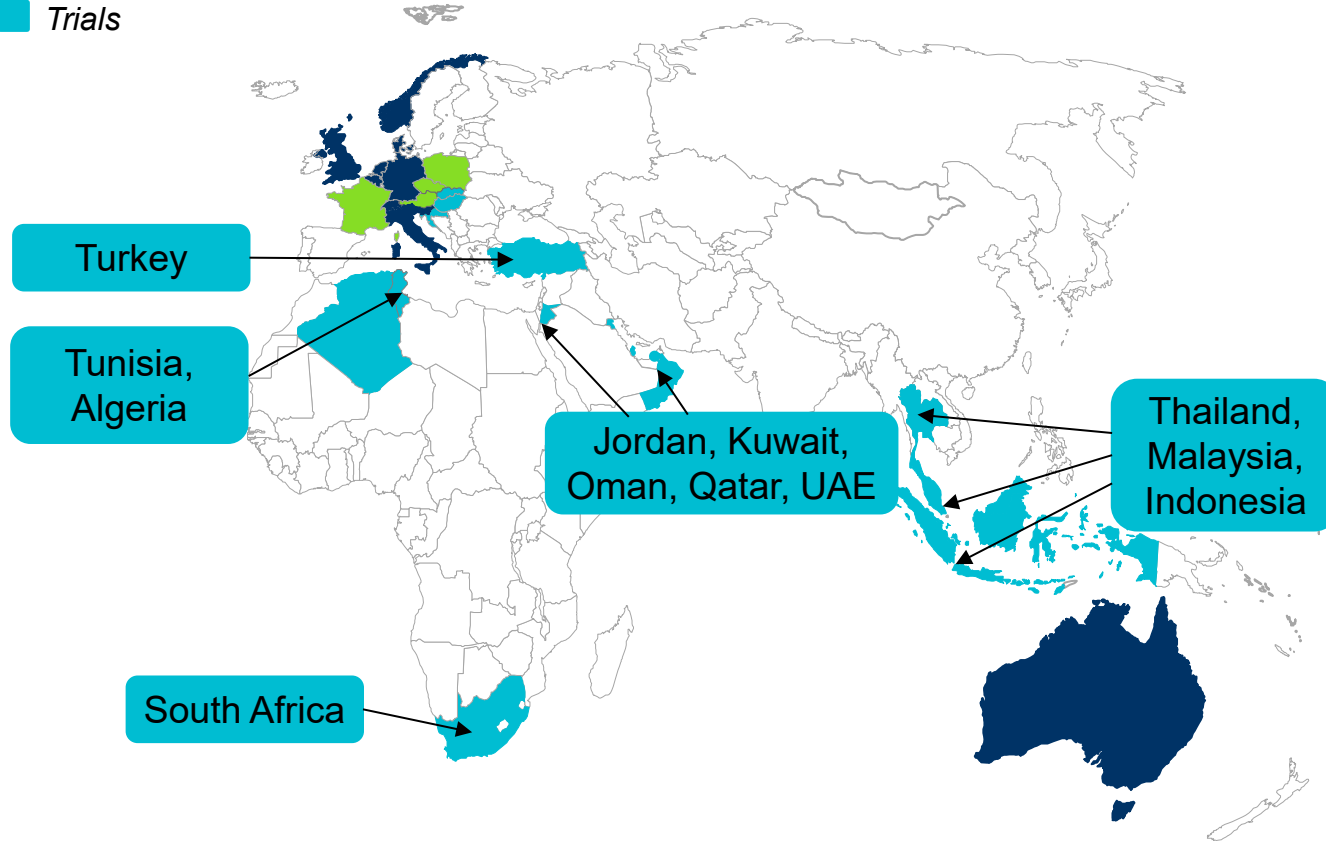 Trials
Turkey
Tunisia,
Algeria
Jordan, Kuwait,
Oman, Qatar, UAE
Thailand,
Malaysia,
Indonesia
South Africa